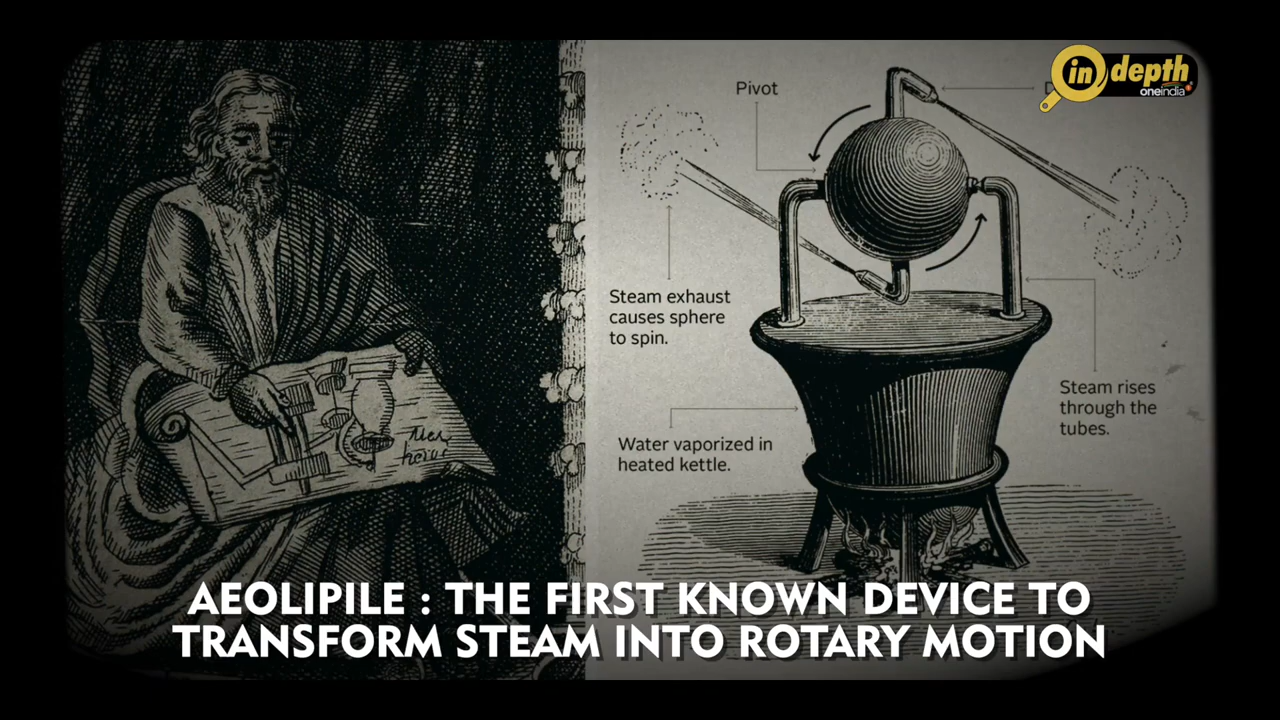 in depth
oneindia
Pivot
Steam exhaust
causes sphere
to spin.
Steam rises
through the
tubes.
Water vaporized in
heated kettle.
AEOLIPILE : THE FIRST KNOWN DEVICE TO
TRANSFORM STEAM INTO ROTARY MOTION